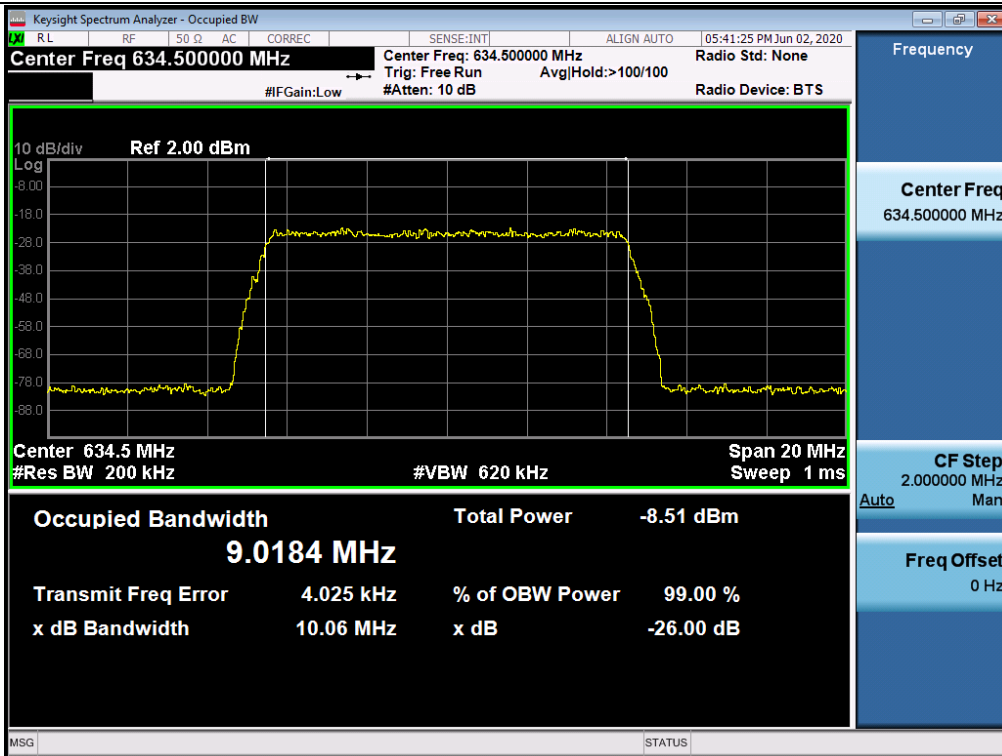 Keysight Spectrum Analyzer - Occupied BW
LXI RL RF 50 Ω AC CORREC SENSE:INT ALIGN AUTO 05:41:25 PM Jun 02, 2020
Center Freq 634.500000 MHz
#IFGain:Low
Center Freq: 634.500000 MHz
Trig: Free Run Avg|Hold:>100/100
#Atten: 10 dB
Radio Std: None
Radio Device: BTS
10 dB/div Ref 2.00 dBm
Log
-8.00
-18.0
-28.0
-38.0
-48.0
-58.0
-68.0
-78.0
-88.0
Center 634.5 MHz Span 20 MHz
#Res BW 200 kHz #VBW 620 kHz Sweep 1 ms
Occupied Bandwidth Total Power -8.51 dBm
9.0184 MHz
Transmit Freq Error 4.025 kHz % of OBW Power 99.00 %
x dB Bandwidth 10.06 MHz x dB -26.00 dB
Frequency
Center Freq
634.500000 MHz
CF Step
2.000000 MHz
Auto Man
Freq Offset
0 Hz
MSG STATUS